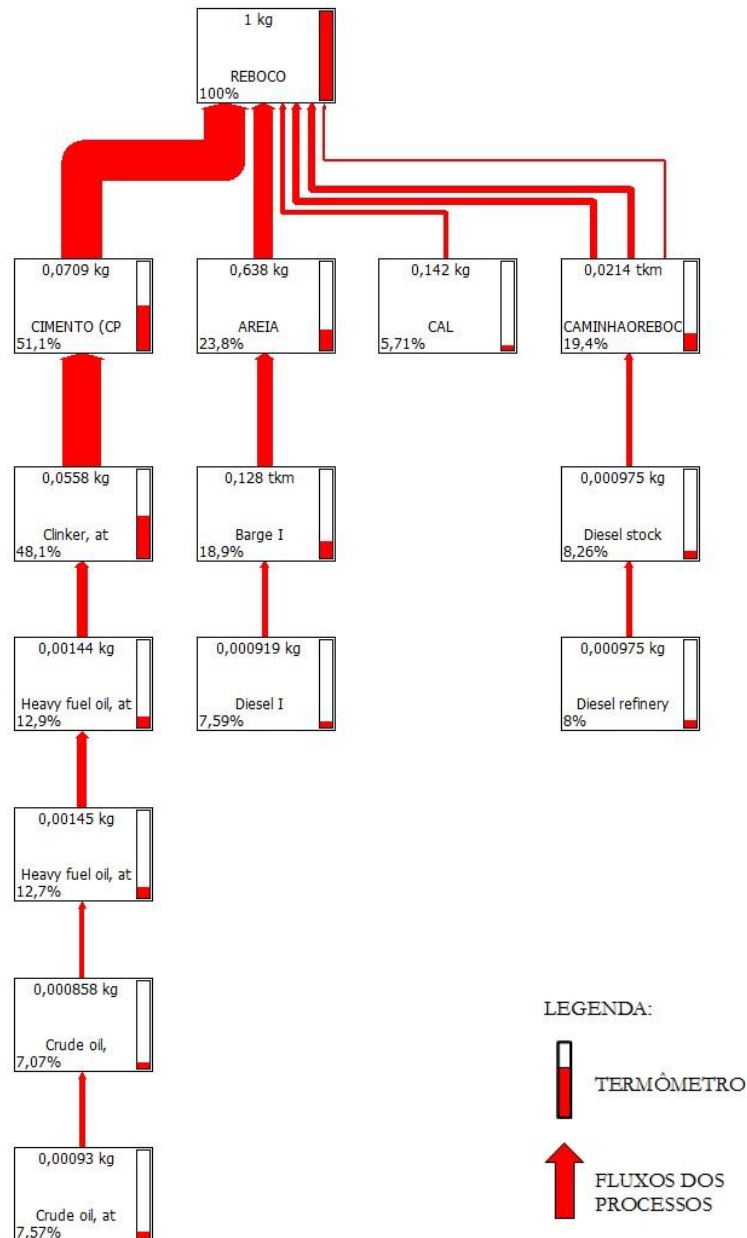 1 kg
REBOCO
100%
0,0709 kg
CIMENTO (CP
51,1%
0,638 kg
AREIA
23,8%
0,142 kg
CAL
5,71%
0,0214 tkm
CAMINHAOREBOC
19,4%
0,0558 kg
Clinker, at
48,1%
0,128 tkm
Barge I
18,9%
0,000975 kg
Diesel stock
8,26%
0,00144 kg
Heavy fuel oil, at
12,9%
0,000919 kg
Diesel I
7,59%
0,000975 kg
Diesel refinery
8%
0,00145 kg
Heavy fuel oil, at
12,7%
0,000858 kg
Crude oil,
7,07%
0,00093 kg
Crude oil, at
7,57%
LEGENDA:
TERMÔMETRO
FLUXOS DOS
PROCESSOS